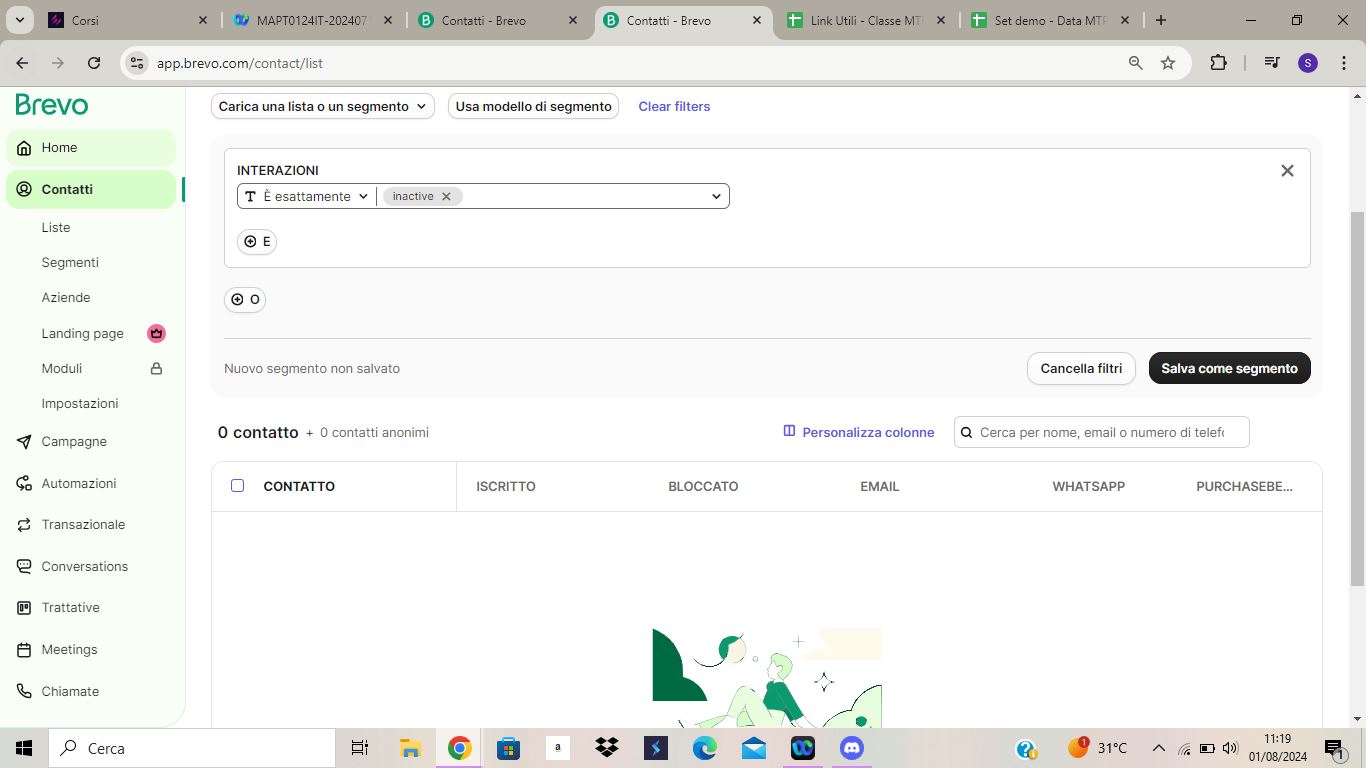 Corsi
MAPT0124IT-202407
Contatti - Brevo
Contatti - Brevo
Link Utili - Classe MT
Set demo - Data MTP
app.brevo.com/contact/list
S
Brevo
Home
Contatti
Liste
Segmenti
Aziende
Landing page
Moduli
Impostazioni
Campagne
Automazioni
Transazionale
Conversations
Trattative
Meetings
Chiamate
Carica una lista o un segmento
Usa modello di segmento
Clear filters
INTERAZIONI
T È esattamente
inactive
E
O
Nuovo segmento non salvato
Cancella filtri
Salva come segmento
0 contatto + 0 contatti anonimi
Personalizza colonne
Cerca per nome, email o numero di telefo
CONTATTO ISCRITTO BLOCCATO EMAIL WHATSAPP PURCHASEBE...
Cerca
a
1
31°C
11:19
01/08/2024
1